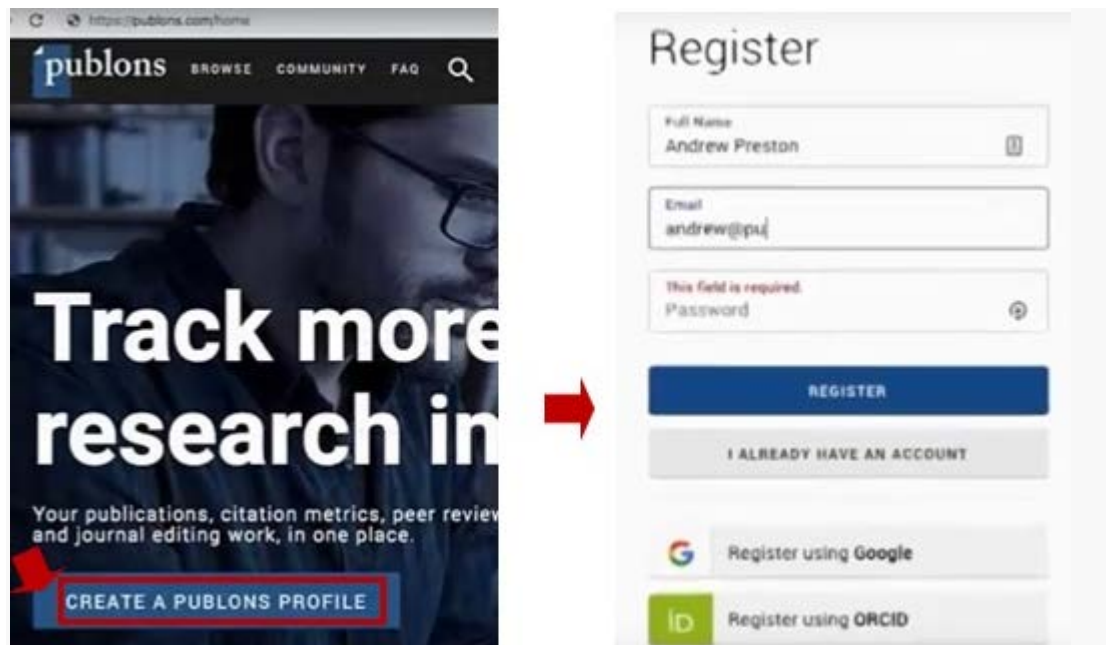 https://publons.com/home
publons BROWSE COMMUNITY FAQ
Track more
research in
Your publications, citation metrics, peer review
and journal editing work, in one place.
CREATE A PUBLONS PROFILE
Register
Full Name
Andrew Preston
Email
andrew@pu
This field is required.
Password
REGISTER
I ALREADY HAVE AN ACCOUNT
G Register using Google
iD Register using ORCID